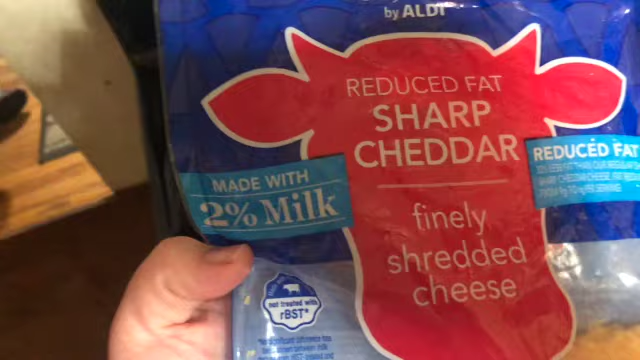 by ALDI
REDUCED FAT
SHARP
CHEDDAR
finely
shredded
cheese
MADE WITH
2% Milk
REDUCED FAT
not treated with
rBST*